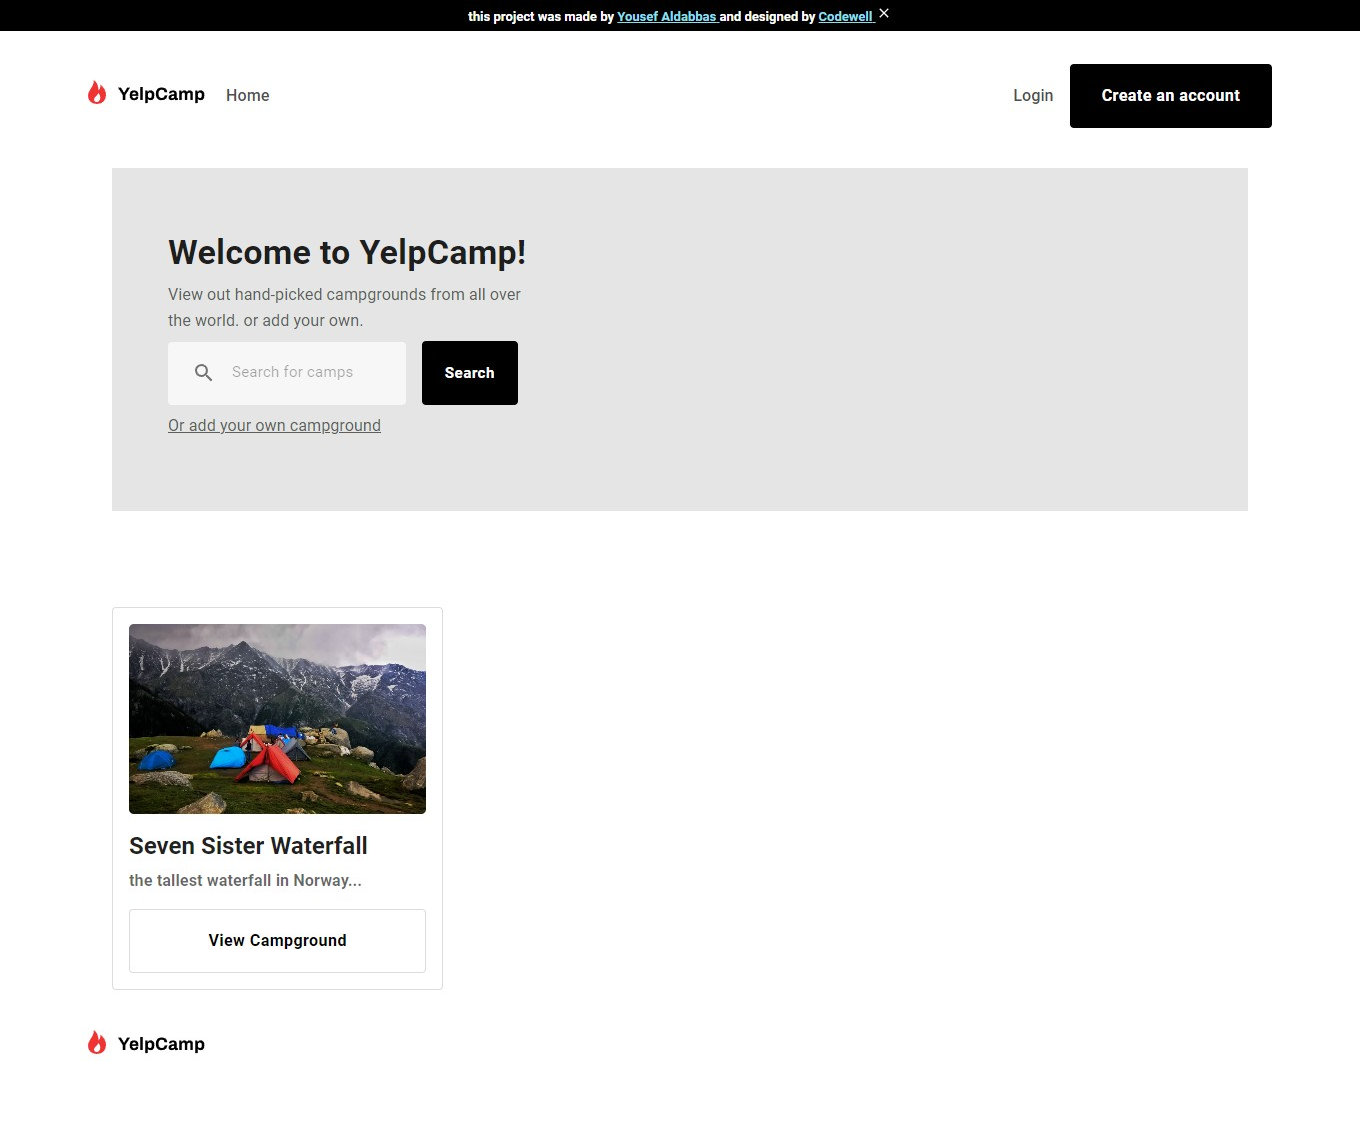 this project was made by Yousef Aldabbas and designed by Codewell
YelpCamp
Home
Login
Create an account
Welcome to YelpCamp!
View out hand-picked campgrounds from all over
the world. or add your own.
Search for camps
Search
Or add your own campground
Seven Sister Waterfall
the tallest waterfall in Norway...
View Campground
YelpCamp